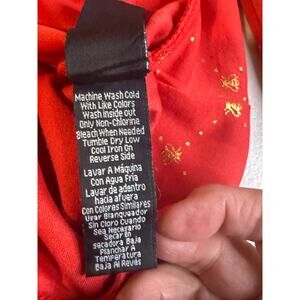 Machine Wash Cold
With Like Colors
Wash Inside Out
Only Non-Chlorine
Bleach When Needed
Tumble Dry Low
Cool Iron On
Reverse Side
Lavar A Máquina
Con Agua Fria
Lavar de adentro
hacia afuera
Con Colores Similares
Usar Blanqueador
Sin Cloro Cuando
Sea Necesario
Secar En
secadora Baja
Planchar A
Temperatura
Baja Al Revés